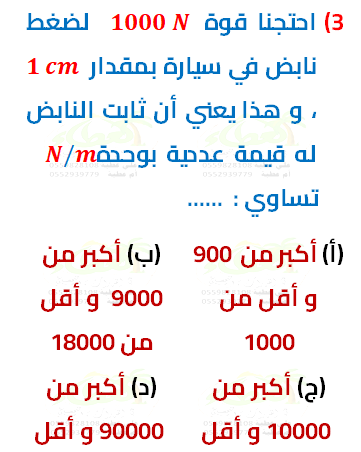 3) احتجنا قوة 1000 N لضغط
نابض في سيارة بمقدار 1 cm
، و هذا يعني أن ثابت النابض
له قيمة عددية بوحدة N/m
تساوي : ......
(أ) أكبر من 900
و أقل من
1000
(ب) أكبر من
9000 و أقل
من 18000
(ج) أكبر من
10000 و أقل
(د) أكبر من
90000 و أقل